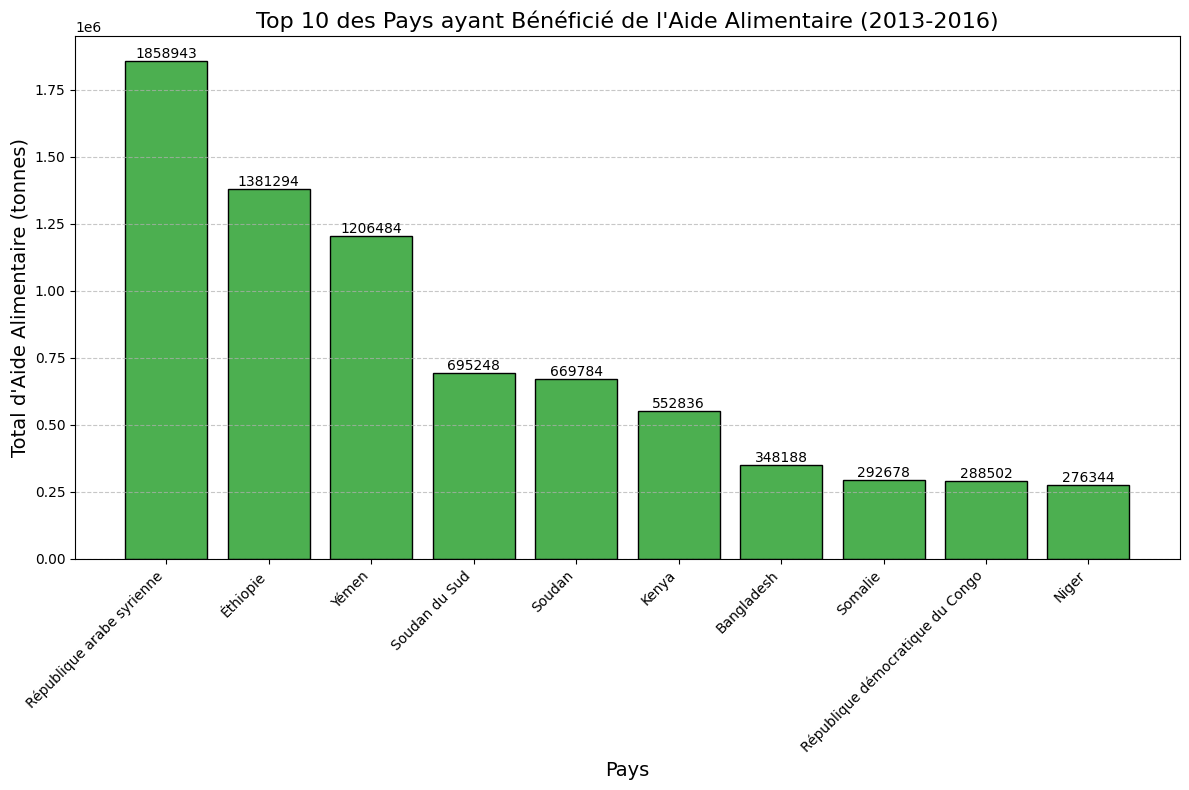 Top 10 des Pays ayant Bénéficié de l'Aide Alimentaire (2013-2016)
1e6
Total d'Aide Alimentaire (tonnes)
1.75
1.50
1.25
1.00
0.75
0.50
0.25
0.00
1858943
1381294
1206484
695248
669784
552836
348188
292678
288502
276344
République arabe syrienne
Éthiopie
Yémen
Soudan du Sud
Soudan
Kenya
Bangladesh
Somalie
République démocratique du Congo
Niger
Pays